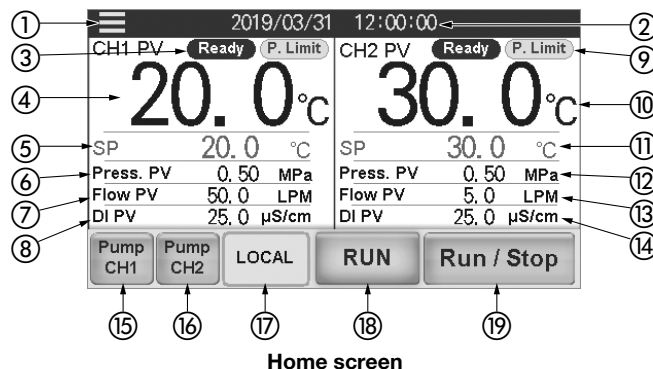 ① 2019/03/31 12:00:00 ②
③ CH1 PV Ready P. Limit CH2 PV Ready P. Limit ⑨
④ 20. 0 °C 30. 0 °C ⑩
⑤ SP 20. 0 °C SP 30. 0 °C ⑪
⑥ Press. PV 0. 50 MPa Press. PV 0. 50 MPa ⑫
⑦ Flow PV 50. 0 LPM Flow PV 5. 0 LPM ⑬
⑧ DI PV 25. 0 µS/cm DI PV 25. 0 µS/cm ⑭
Pump CH1
Pump CH2
LOCAL
RUN
Run / Stop
⑮ ⑯ ⑰ ⑱ ⑲
Home screen